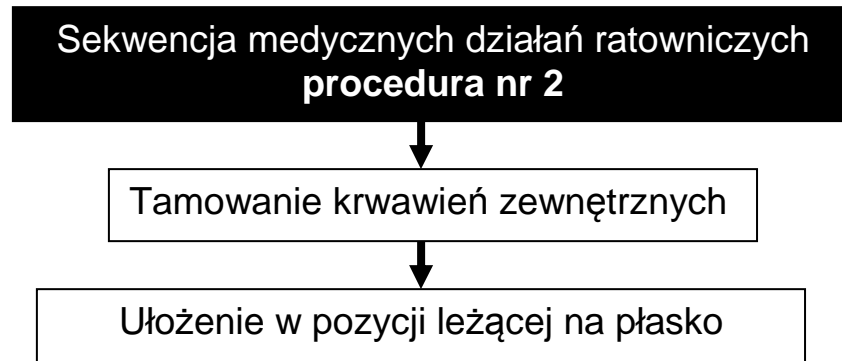 Sekwencja medycznych działań ratowniczych
procedura nr 2
Tamowanie krwawień zewnętrznych
Ułożenie w pozycji leżącej na płasko